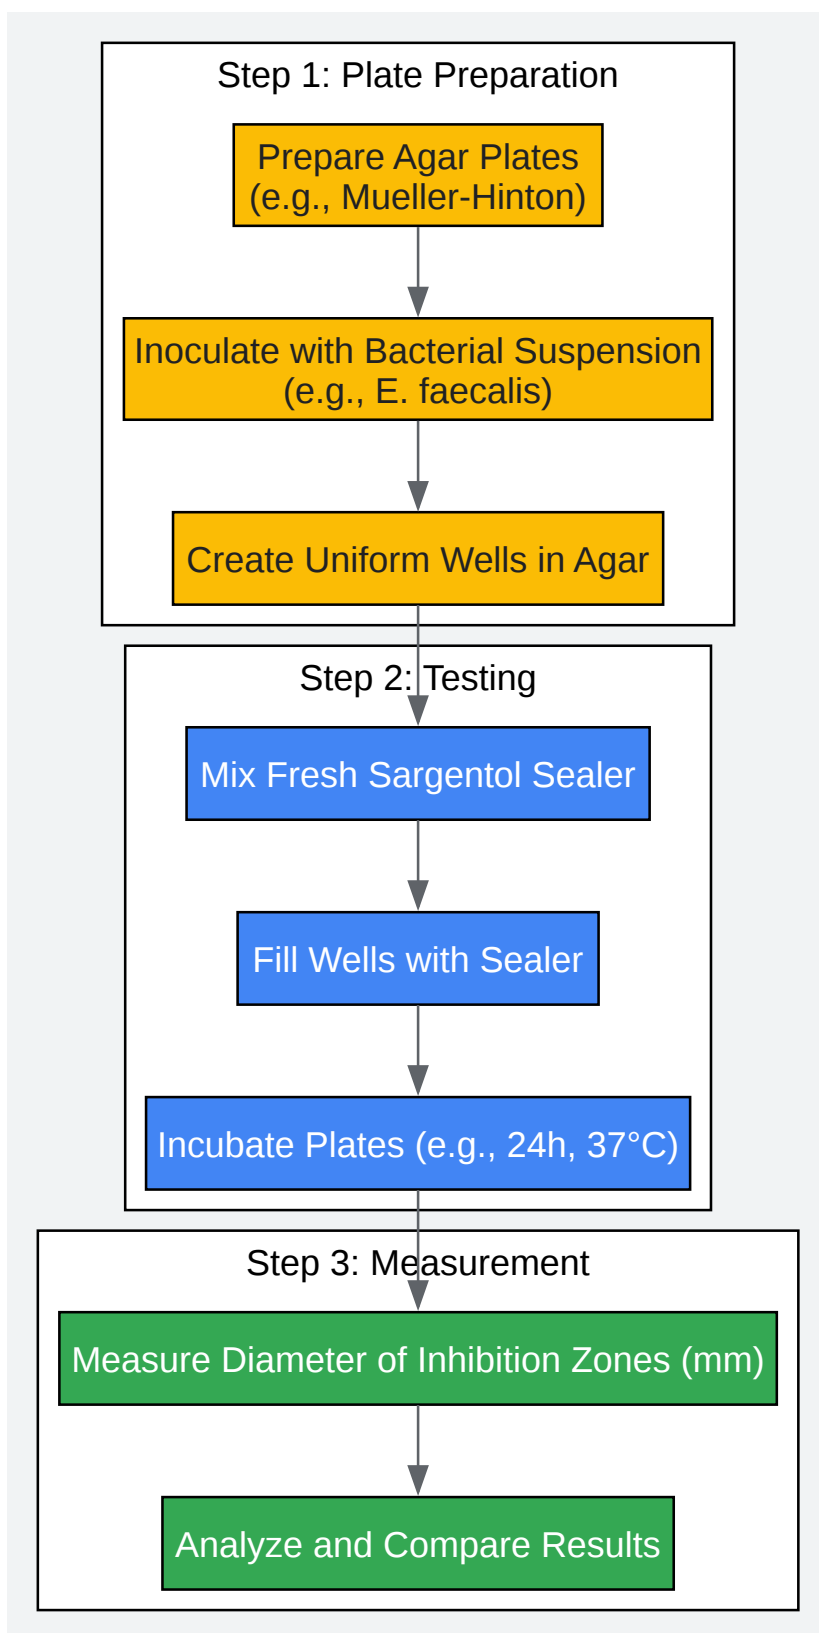 Step 1: Plate Preparation
Prepare Agar Plates
(e.g., Mueller-Hinton)
Inoculate with Bacterial Suspension
(e.g., E. faecalis)
Create Uniform Wells in Agar
Step 2: Testing
Mix Fresh Sargentol Sealer
Fill Wells with Sealer
Incubate Plates (e.g., 24h, 37°C)
Step 3: Measurement
Measure Diameter of Inhibition Zones (mm)
Analyze and Compare Results